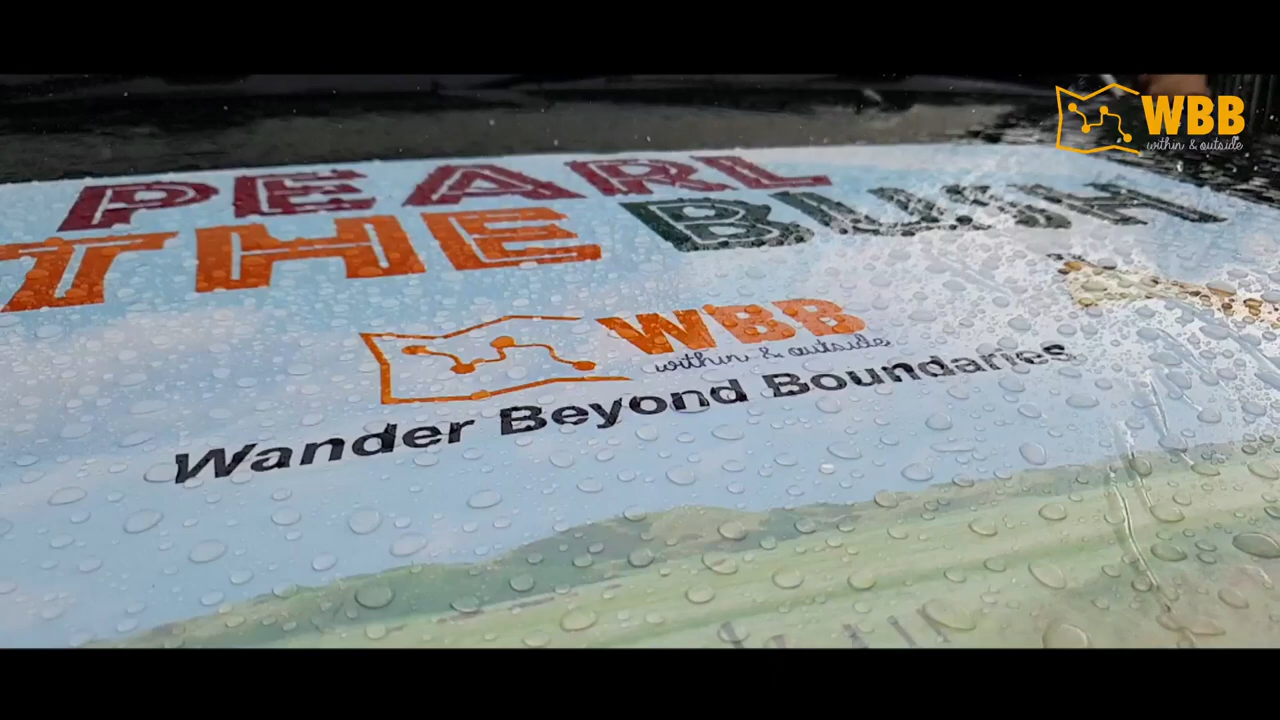 WBB
within & outside
PEARL
THE BUSH
WBB
within & outside
Wander Beyond Boundaries